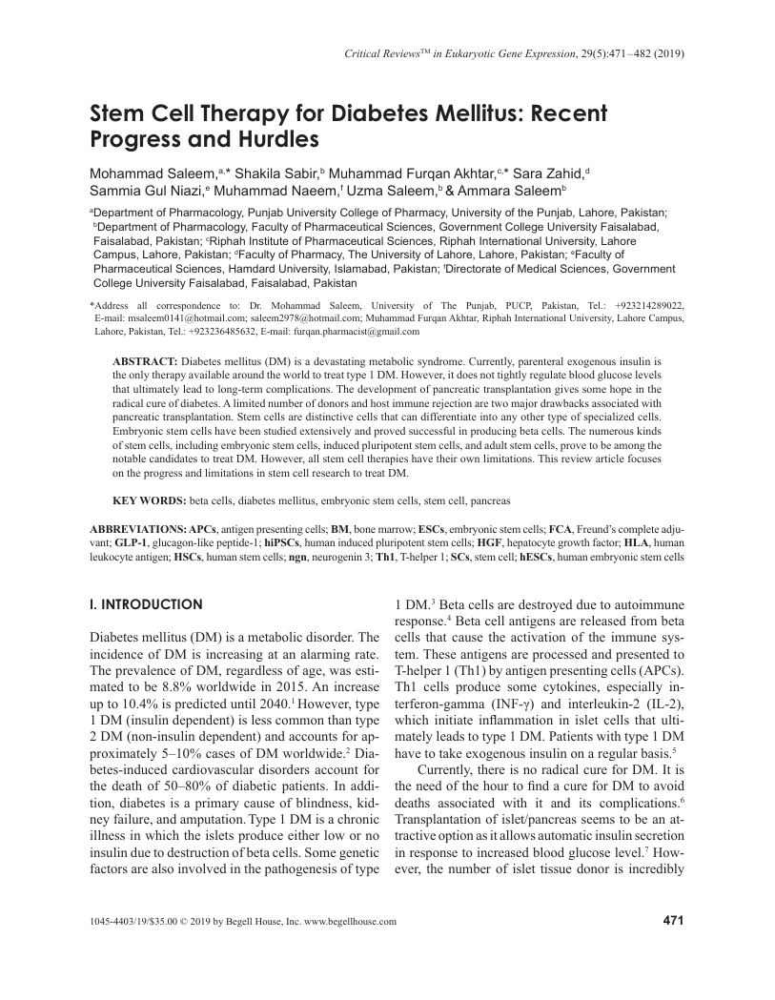 Critical Reviews™ in Eukaryotic Gene Expression, 29(5):471–482 (2019)
Stem Cell Therapy for Diabetes Mellitus: Recent
Progress and Hurdles
Mohammad Saleem,a,* Shakila Sabir,b Muhammad Furqan Akhtar,c,* Sara Zahid,d
Sammia Gul Niazi,e Muhammad Naeem,f Uzma Saleem,b & Ammara Saleemb
aDepartment of Pharmacology, Punjab University College of Pharmacy, University of the Punjab, Lahore, Pakistan;
bDepartment of Pharmacology, Faculty of Pharmaceutical Sciences, Government College University Faisalabad,
Faisalabad, Pakistan; cRiphah Institute of Pharmaceutical Sciences, Riphah International University, Lahore
Campus, Lahore, Pakistan; dFaculty of Pharmacy, The University of Lahore, Lahore, Pakistan; eFaculty of
Pharmaceutical Sciences, Hamdard University, Islamabad, Pakistan; fDirectorate of Medical Sciences, Government
College University Faisalabad, Faisalabad, Pakistan
*Address all correspondence to: Dr. Mohammad Saleem, University of The Punjab, PUCP, Pakistan, Tel.: +923214289022,
E-mail: msaleem0141@hotmail.com; saleem2978@hotmail.com; Muhammad Furqan Akhtar, Riphah International University, Lahore Campus,
Lahore, Pakistan, Tel.: +923236485632, E-mail: furqan.pharmacist@gmail.com
ABSTRACT: Diabetes mellitus (DM) is a devastating metabolic syndrome. Currently, parenteral exogenous insulin is
the only therapy available around the world to treat type 1 DM. However, it does not tightly regulate blood glucose levels
that ultimately lead to long-term complications. The development of pancreatic transplantation gives some hope in the
radical cure of diabetes. A limited number of donors and host immune rejection are two major drawbacks associated with
pancreatic transplantation. Stem cells are distinctive cells that can differentiate into any other type of specialized cells.
Embryonic stem cells have been studied extensively and proved successful in producing beta cells. The numerous kinds
of stem cells, including embryonic stem cells, induced pluripotent stem cells, and adult stem cells, prove to be among the
notable candidates to treat DM. However, all stem cell therapies have their own limitations. This review article focuses
on the progress and limitations in stem cell research to treat DM.
KEY WORDS: beta cells, diabetes mellitus, embryonic stem cells, stem cell, pancreas
ABBREVIATIONS: APCs, antigen presenting cells; BM, bone marrow; ESCs, embryonic stem cells; FCA, Freund's complete adju-
vant; GLP-1, glucagon-like peptide-1; hiPSCs, human induced pluripotent stem cells; HGF, hepatocyte growth factor; HLA, human
leukocyte antigen; HSCs, human stem cells; ngn, neurogenin 3; Th1, T-helper 1; SCs, stem cell; hESCs, human embryonic stem cells
I. INTRODUCTION
Diabetes mellitus (DM) is a metabolic disorder. The
incidence of DM is increasing at an alarming rate.
The prevalence of DM, regardless of age, was esti-
mated to be 8.8% worldwide in 2015. An increase
up to 10.4% is predicted until 2040.1 However, type
1 DM (insulin dependent) is less common than type
2 DM (non-insulin dependent) and accounts for ap-
proximately 5–10% cases of DM worldwide.2 Dia-
betes-induced cardiovascular disorders account for
the death of 50–80% of diabetic patients. In addi-
tion, diabetes is a primary cause of blindness, kid-
ney failure, and amputation. Type 1 DM is a chronic
illness in which the islets produce either low or no
insulin due to destruction of beta cells. Some genetic
factors are also involved in the pathogenesis of type
1 DM.3 Beta cells are destroyed due to autoimmune
response.4 Beta cell antigens are released from beta
cells that cause the activation of the immune sys-
tem. These antigens are processed and presented to
T-helper 1 (Th1) by antigen presenting cells (APCs).
Th1 cells produce some cytokines, especially in-
terferon-gamma (INF-γ) and interleukin-2 (IL-2),
which initiate inflammation in islet cells that ulti-
mately leads to type 1 DM. Patients with type 1 DM
have to take exogenous insulin on a regular basis.5
Currently, there is no radical cure for DM. It is
the need of the hour to find a cure for DM to avoid
deaths associated with it and its complications.6
Transplantation of islet/pancreas seems to be an at-
tractive option as it allows automatic insulin secretion
in response to increased blood glucose level.7 How-
ever, the number of islet tissue donor is incredibly
1045-4403/19/$35.00 © 2019 by Begell House, Inc. www.begellhouse.com
471